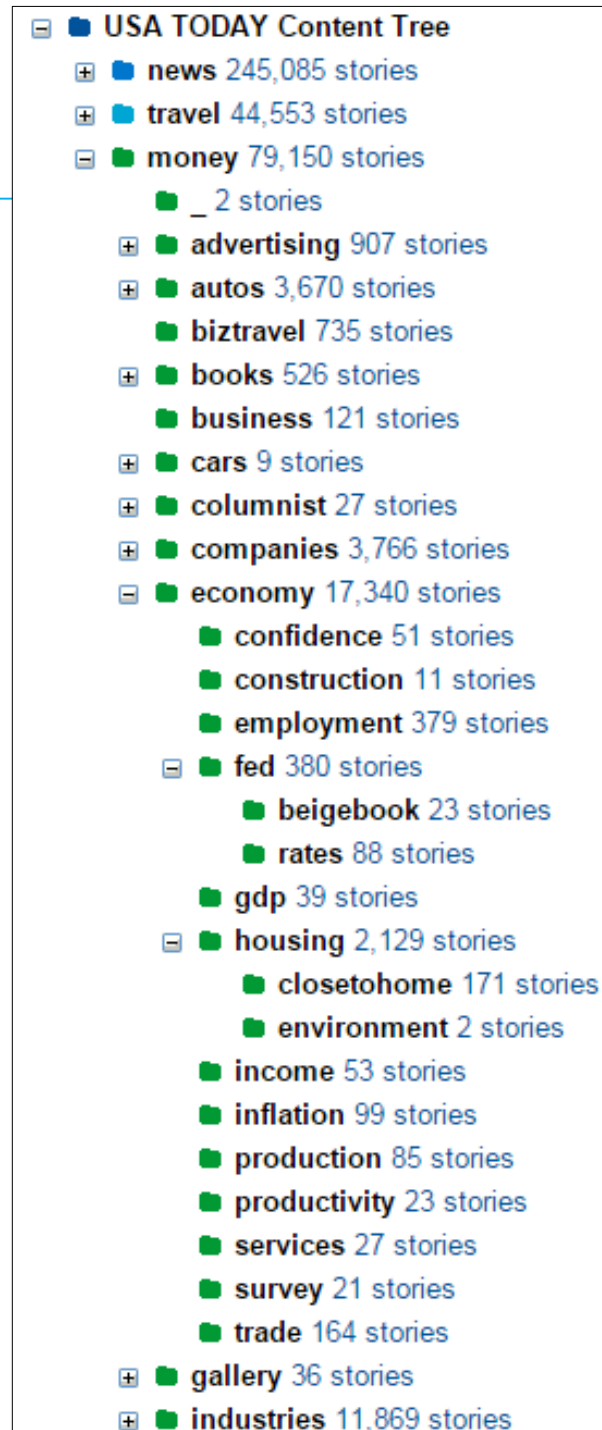 USA TODAY Content Tree
news 245,085 stories
travel 44,553 stories
money 79,150 stories
_ 2 stories
advertising 907 stories
autos 3,670 stories
biztravel 735 stories
books 526 stories
business 121 stories
cars 9 stories
columnist 27 stories
companies 3,766 stories
economy 17,340 stories
confidence 51 stories
construction 11 stories
employment 379 stories
fed 380 stories
beigebook 23 stories
rates 88 stories
gdp 39 stories
housing 2,129 stories
closetohome 171 stories
environment 2 stories
income 53 stories
inflation 99 stories
production 85 stories
productivity 23 stories
services 27 stories
survey 21 stories
trade 164 stories
gallery 36 stories
industries 11,869 stories